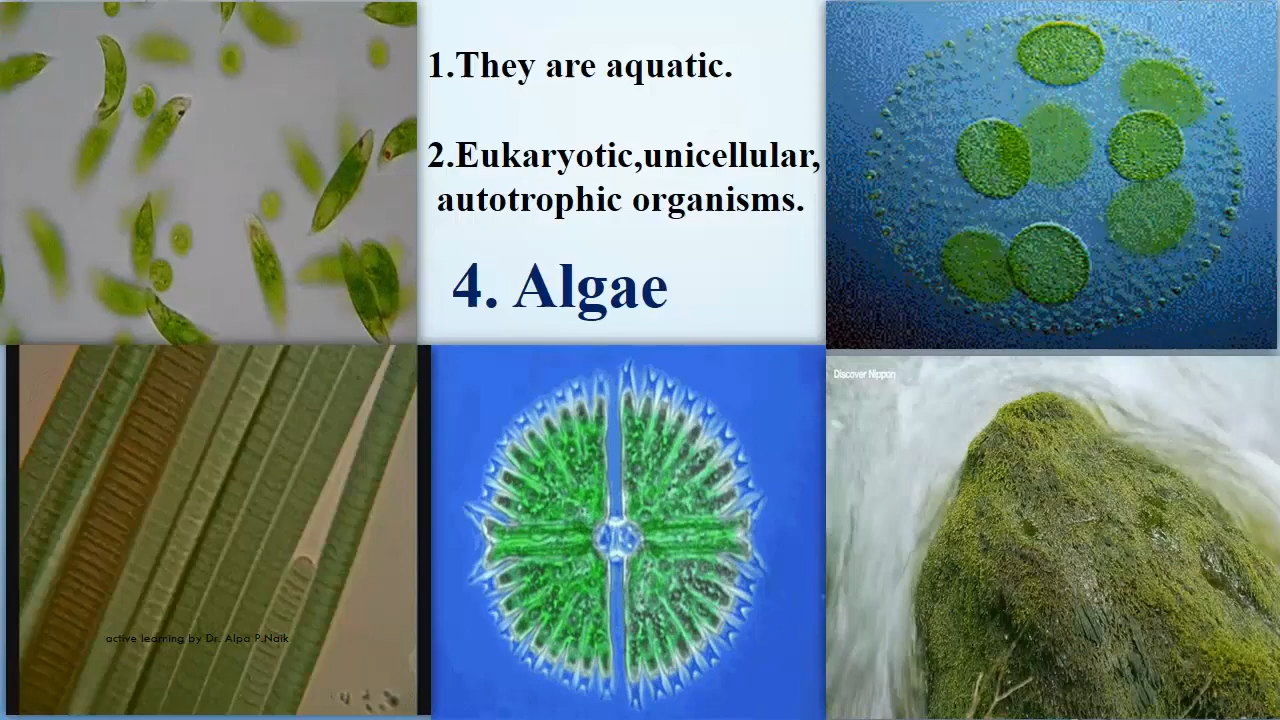 1.They are aquatic.
2.Eukaryotic,unicellular,
autotrophic organisms.
4. Algae
Discover Nippon
active learning by Dr. Alpa P.Naik